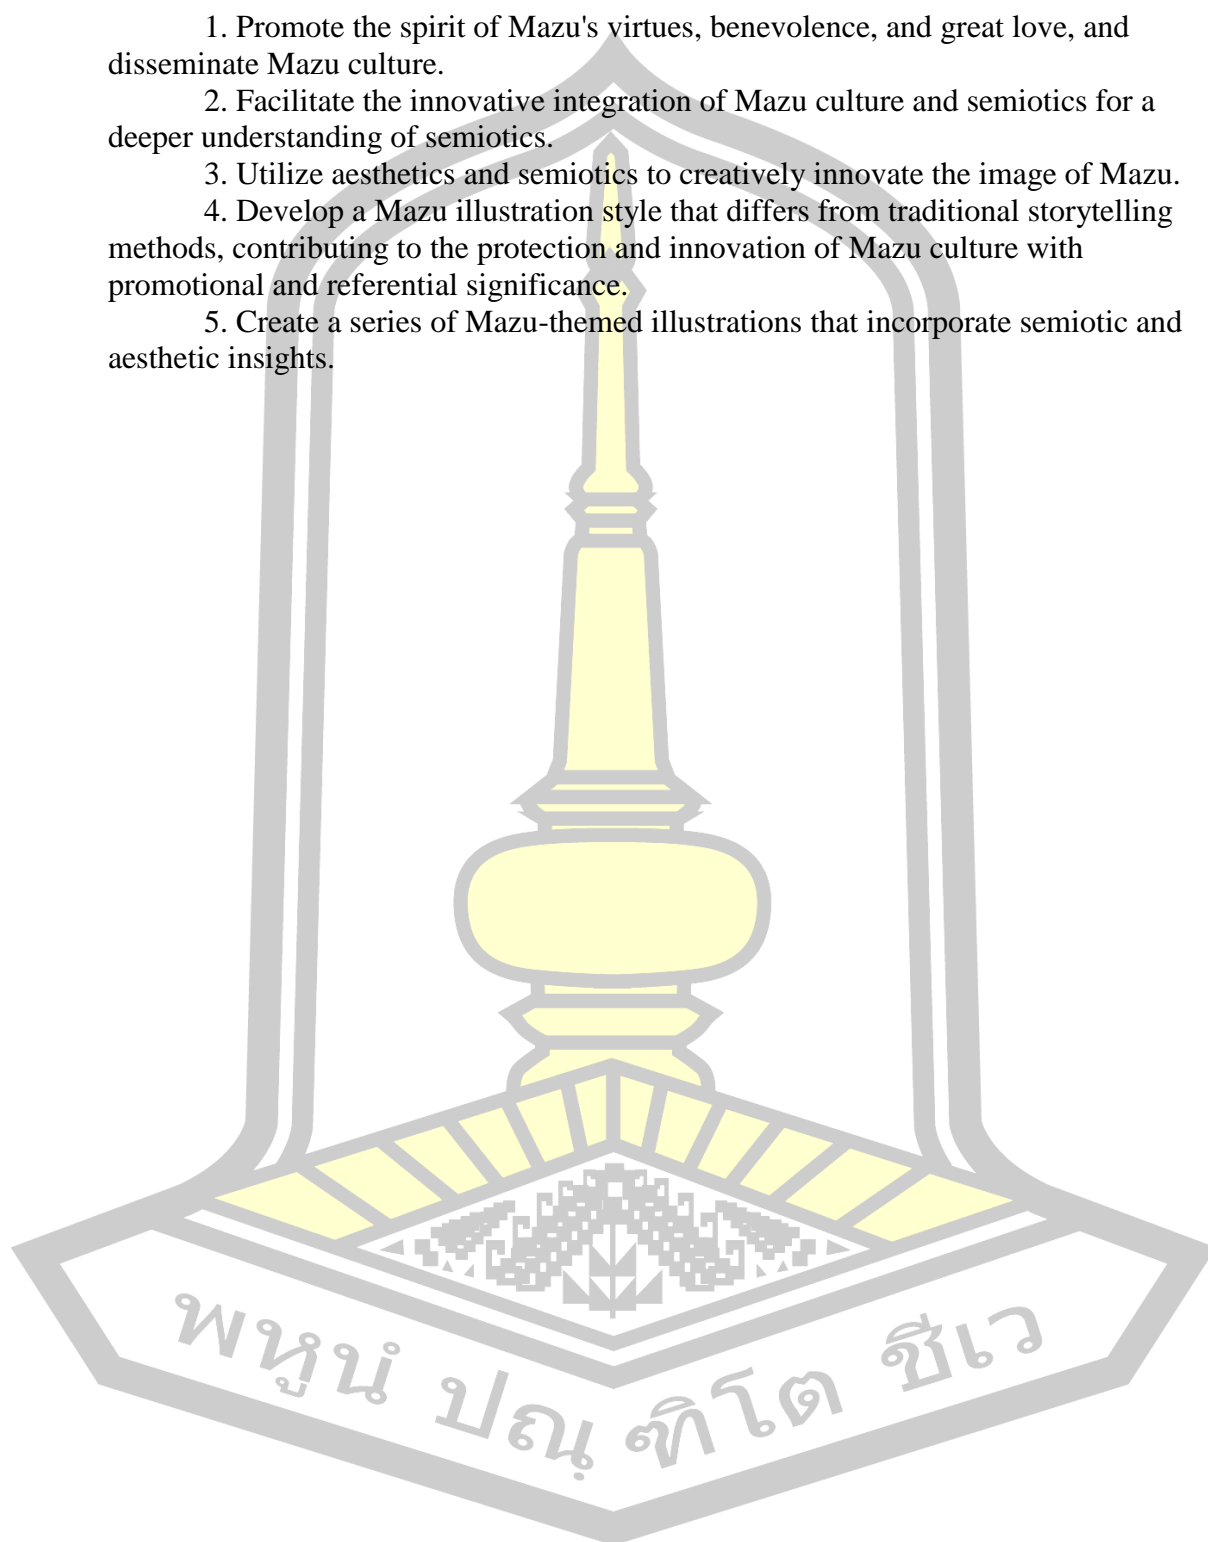 1. Promote the spirit of Mazu's virtues, benevolence, and great love, and
disseminate Mazu culture.
2. Facilitate the innovative integration of Mazu culture and semiotics for a
deeper understanding of semiotics.
3. Utilize aesthetics and semiotics to creatively innovate the image of Mazu.
4. Develop a Mazu illustration style that differs from traditional storytelling
methods, contributing to the protection and innovation of Mazu culture with
promotional and referential significance.
5. Create a series of Mazu-themed illustrations that incorporate semiotic and
aesthetic insights.
พหูนํ ปณฺ ฑิโต ชีเว